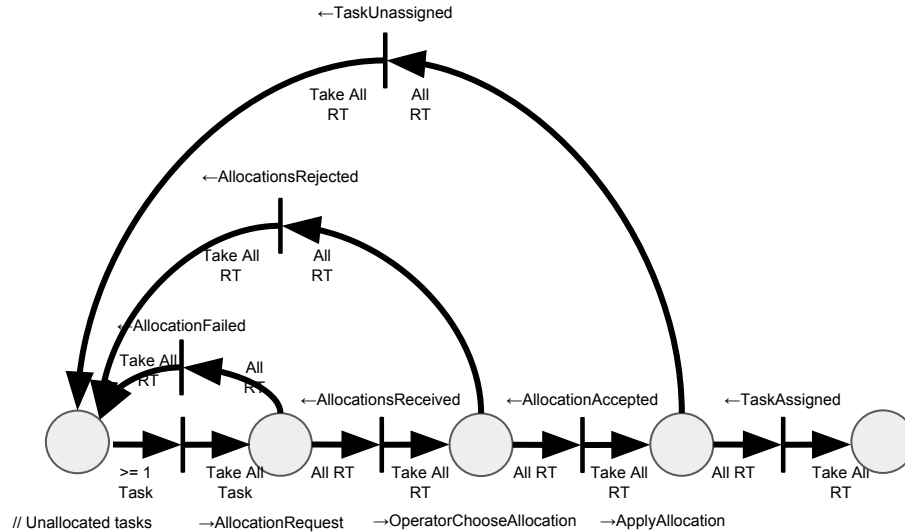 ←TaskUnassigned
Take All
RT
All
RT
←AllocationsRejected
Take All
RT
All
RT
←AllocationFailed
Take All
RT
All
RT
←AllocationsReceived
←AllocationAccepted
←TaskAssigned
>= 1
Task
Take All
Task
All RT
Take All
RT
All RT
Take All
RT
All RT
Take All
RT
// Unallocated tasks
→AllocationRequest
→OperatorChooseAllocation
→ApplyAllocation